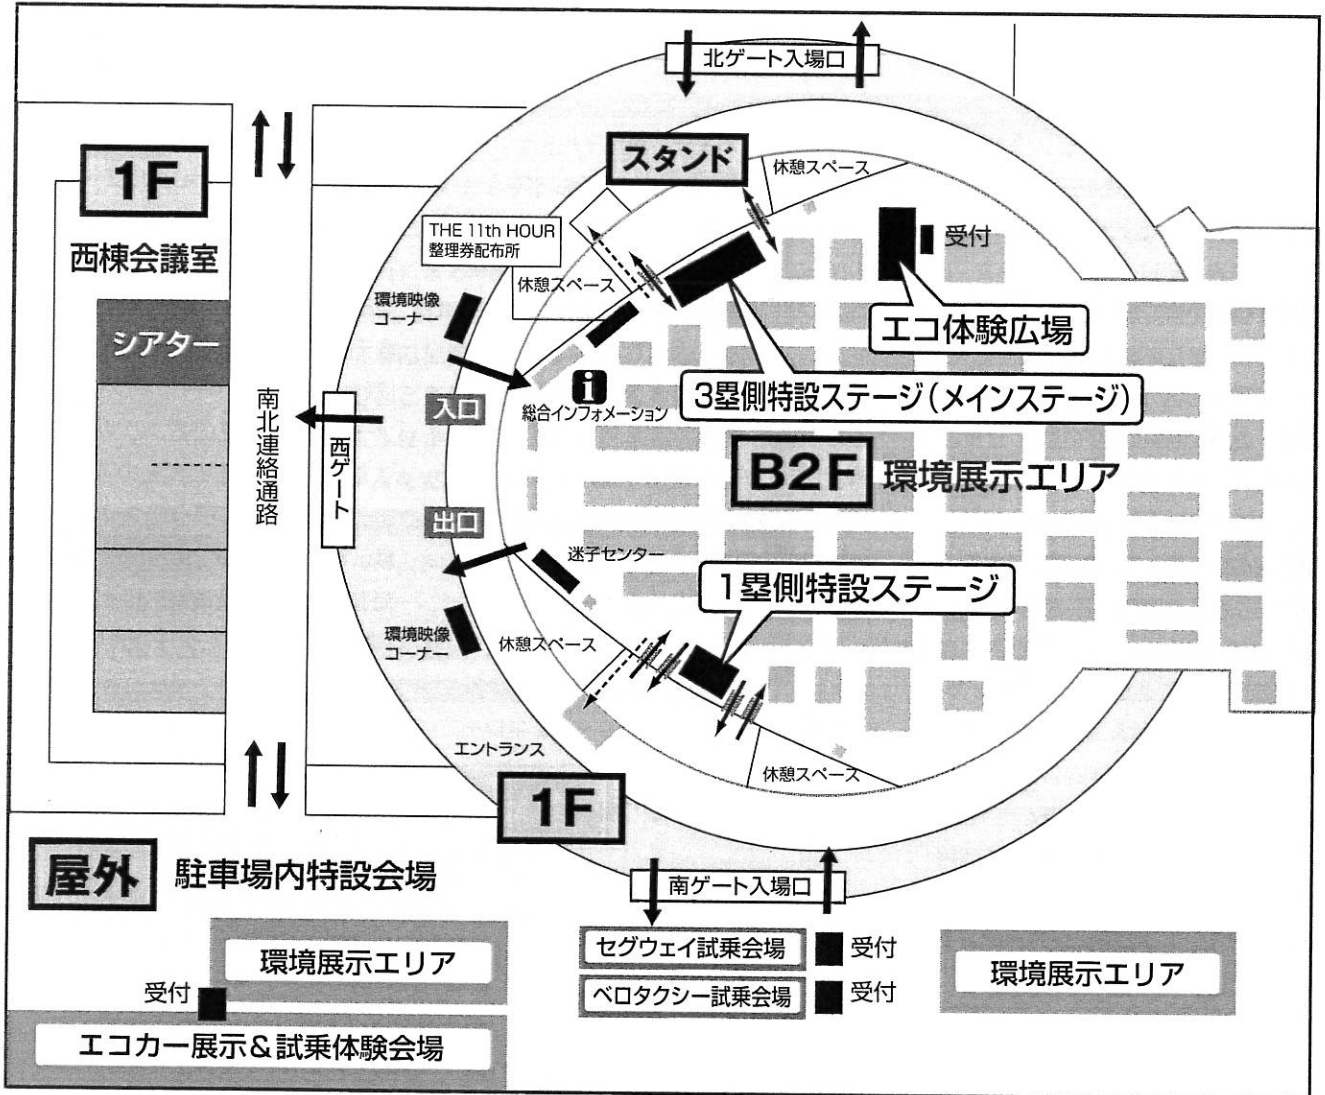 北ゲート入場口
1F
スタンド
休憩スペース
THE 11th HOUR
整理券配布所
受付
西棟会議室
休憩スペース
環境映像
コーナー
エコ体験広場
シアター
3塁側特設ステージ(メインステージ)
i
総合インフォメーション
入口
南北連絡通路
西ゲート
B2F
環境展示エリア
出口
迷子センター
1塁側特設ステージ
環境映像
コーナー
休憩スペース
エントランス
休憩スペース
1F
屋外
駐車場内特設会場
南ゲート入場口
環境展示エリア
セグウェイ試乗会場
受付
環境展示エリア
受付
ベロタクシー試乗会場
受付
エコカー展示&試乗体験会場